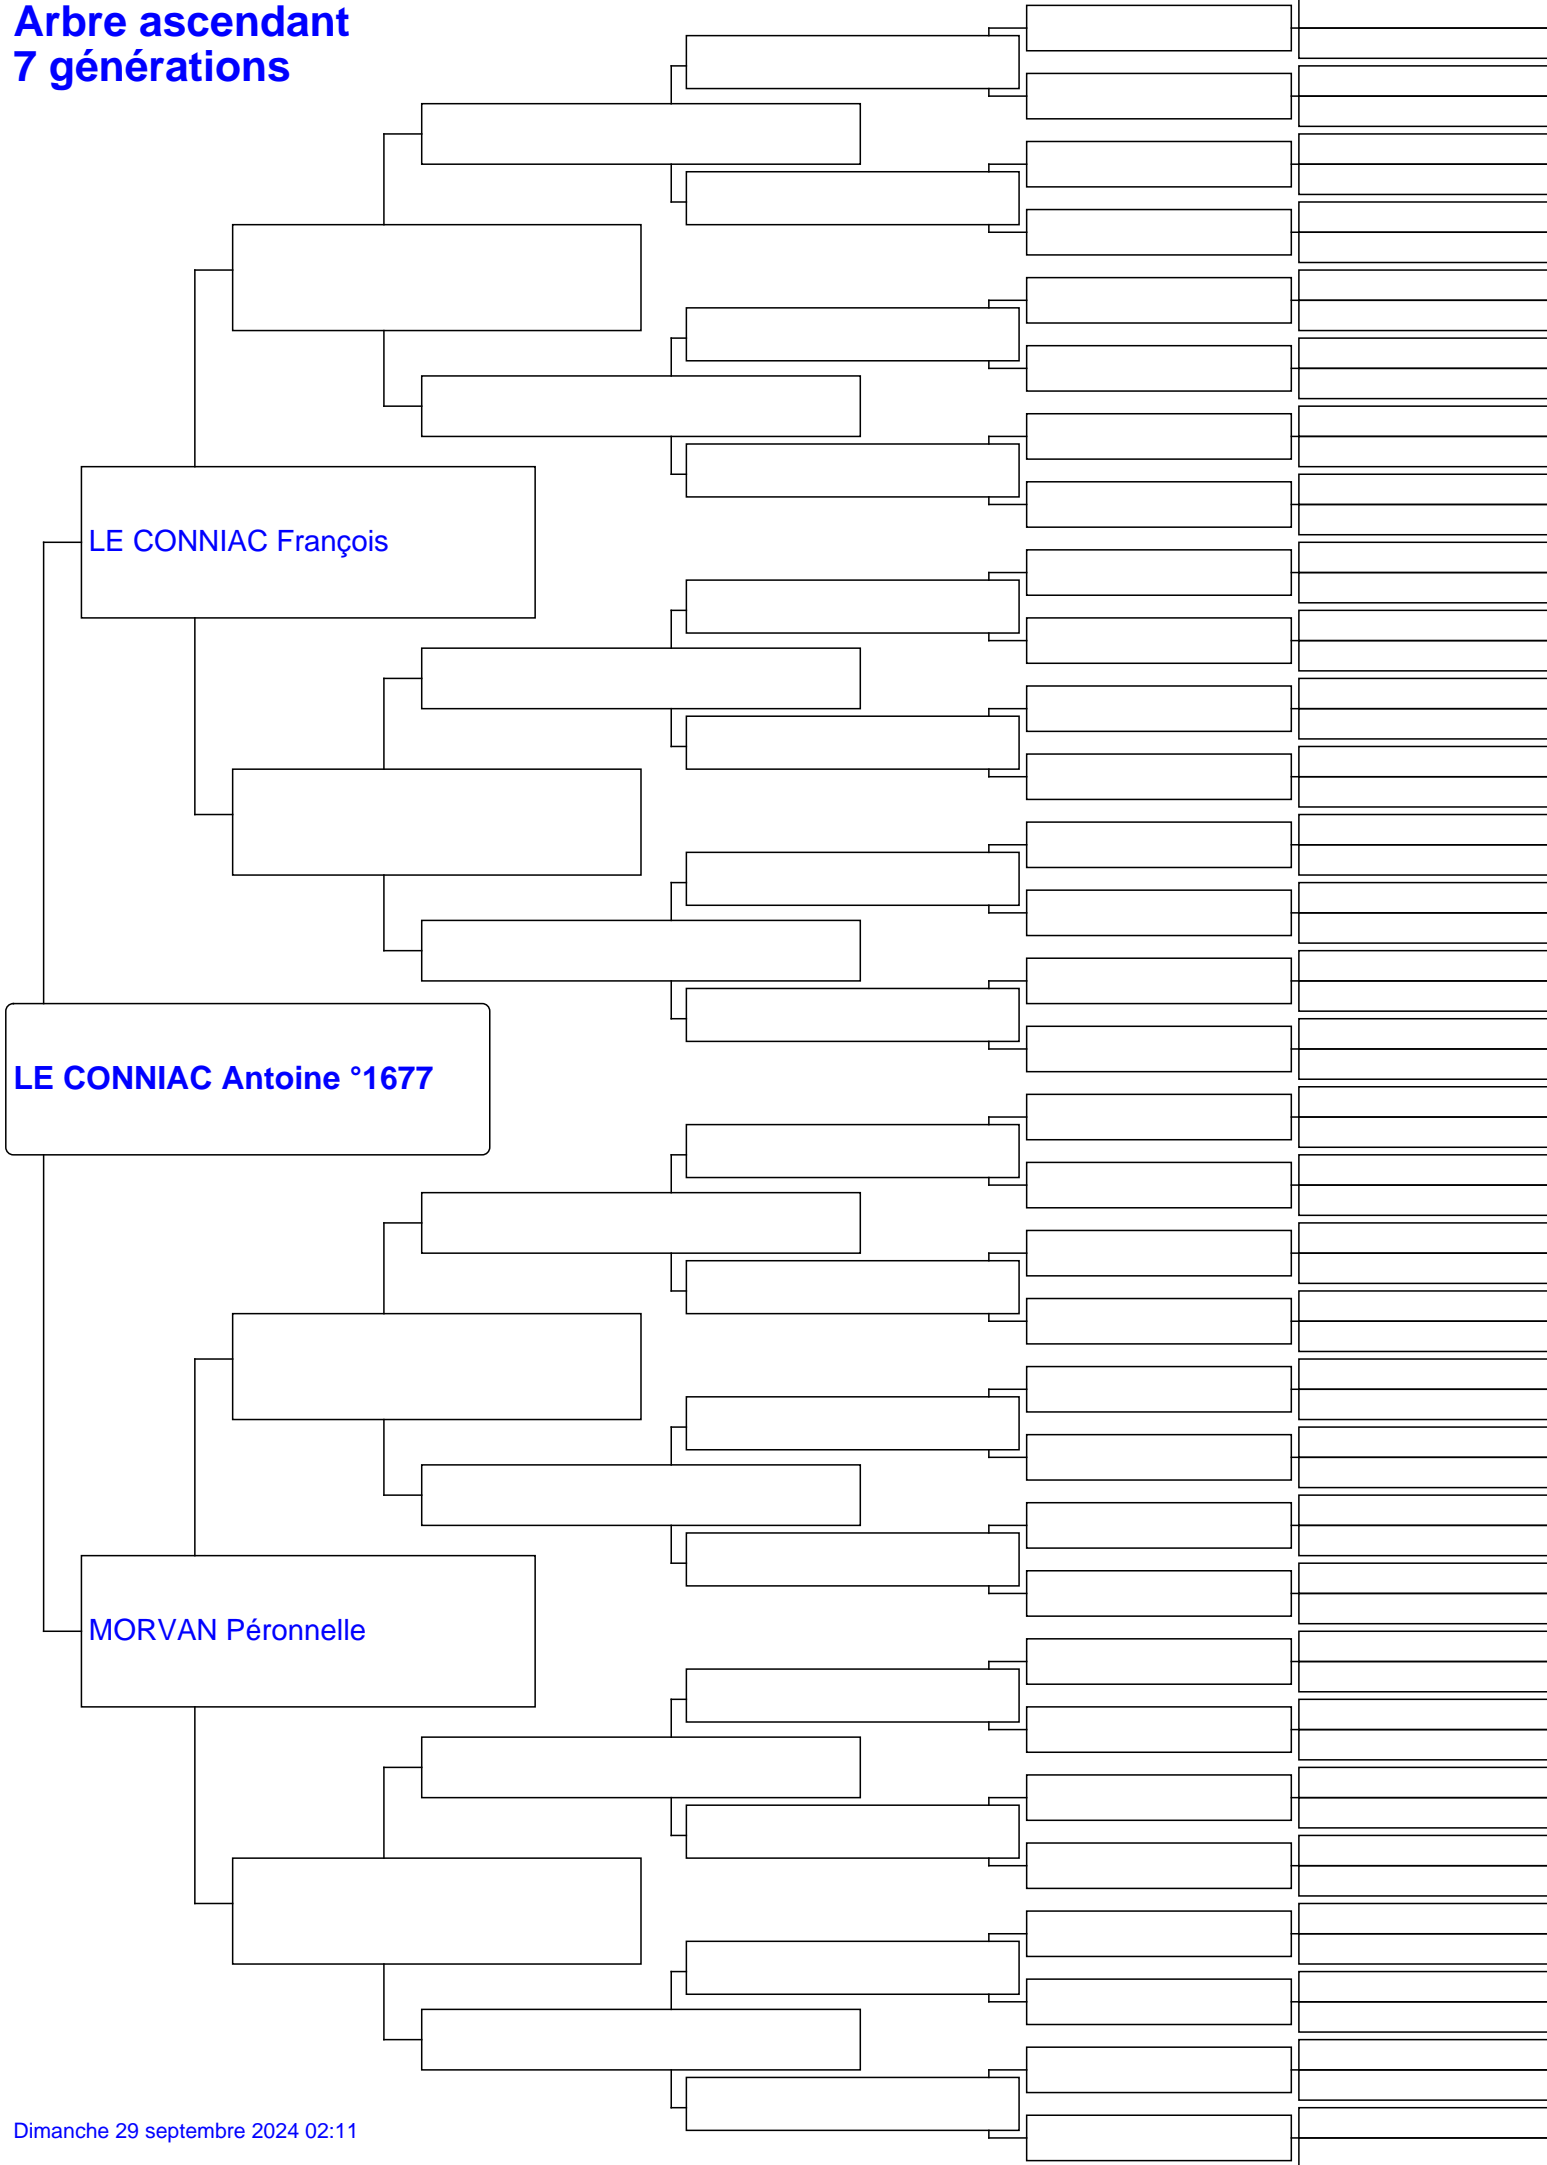 Arbre ascendant
7 générations
LE CONNIAC François
LE CONNIAC Antoine °1677
MORVAN Péronnelle
Dimanche 29 septembre 2024 02:11